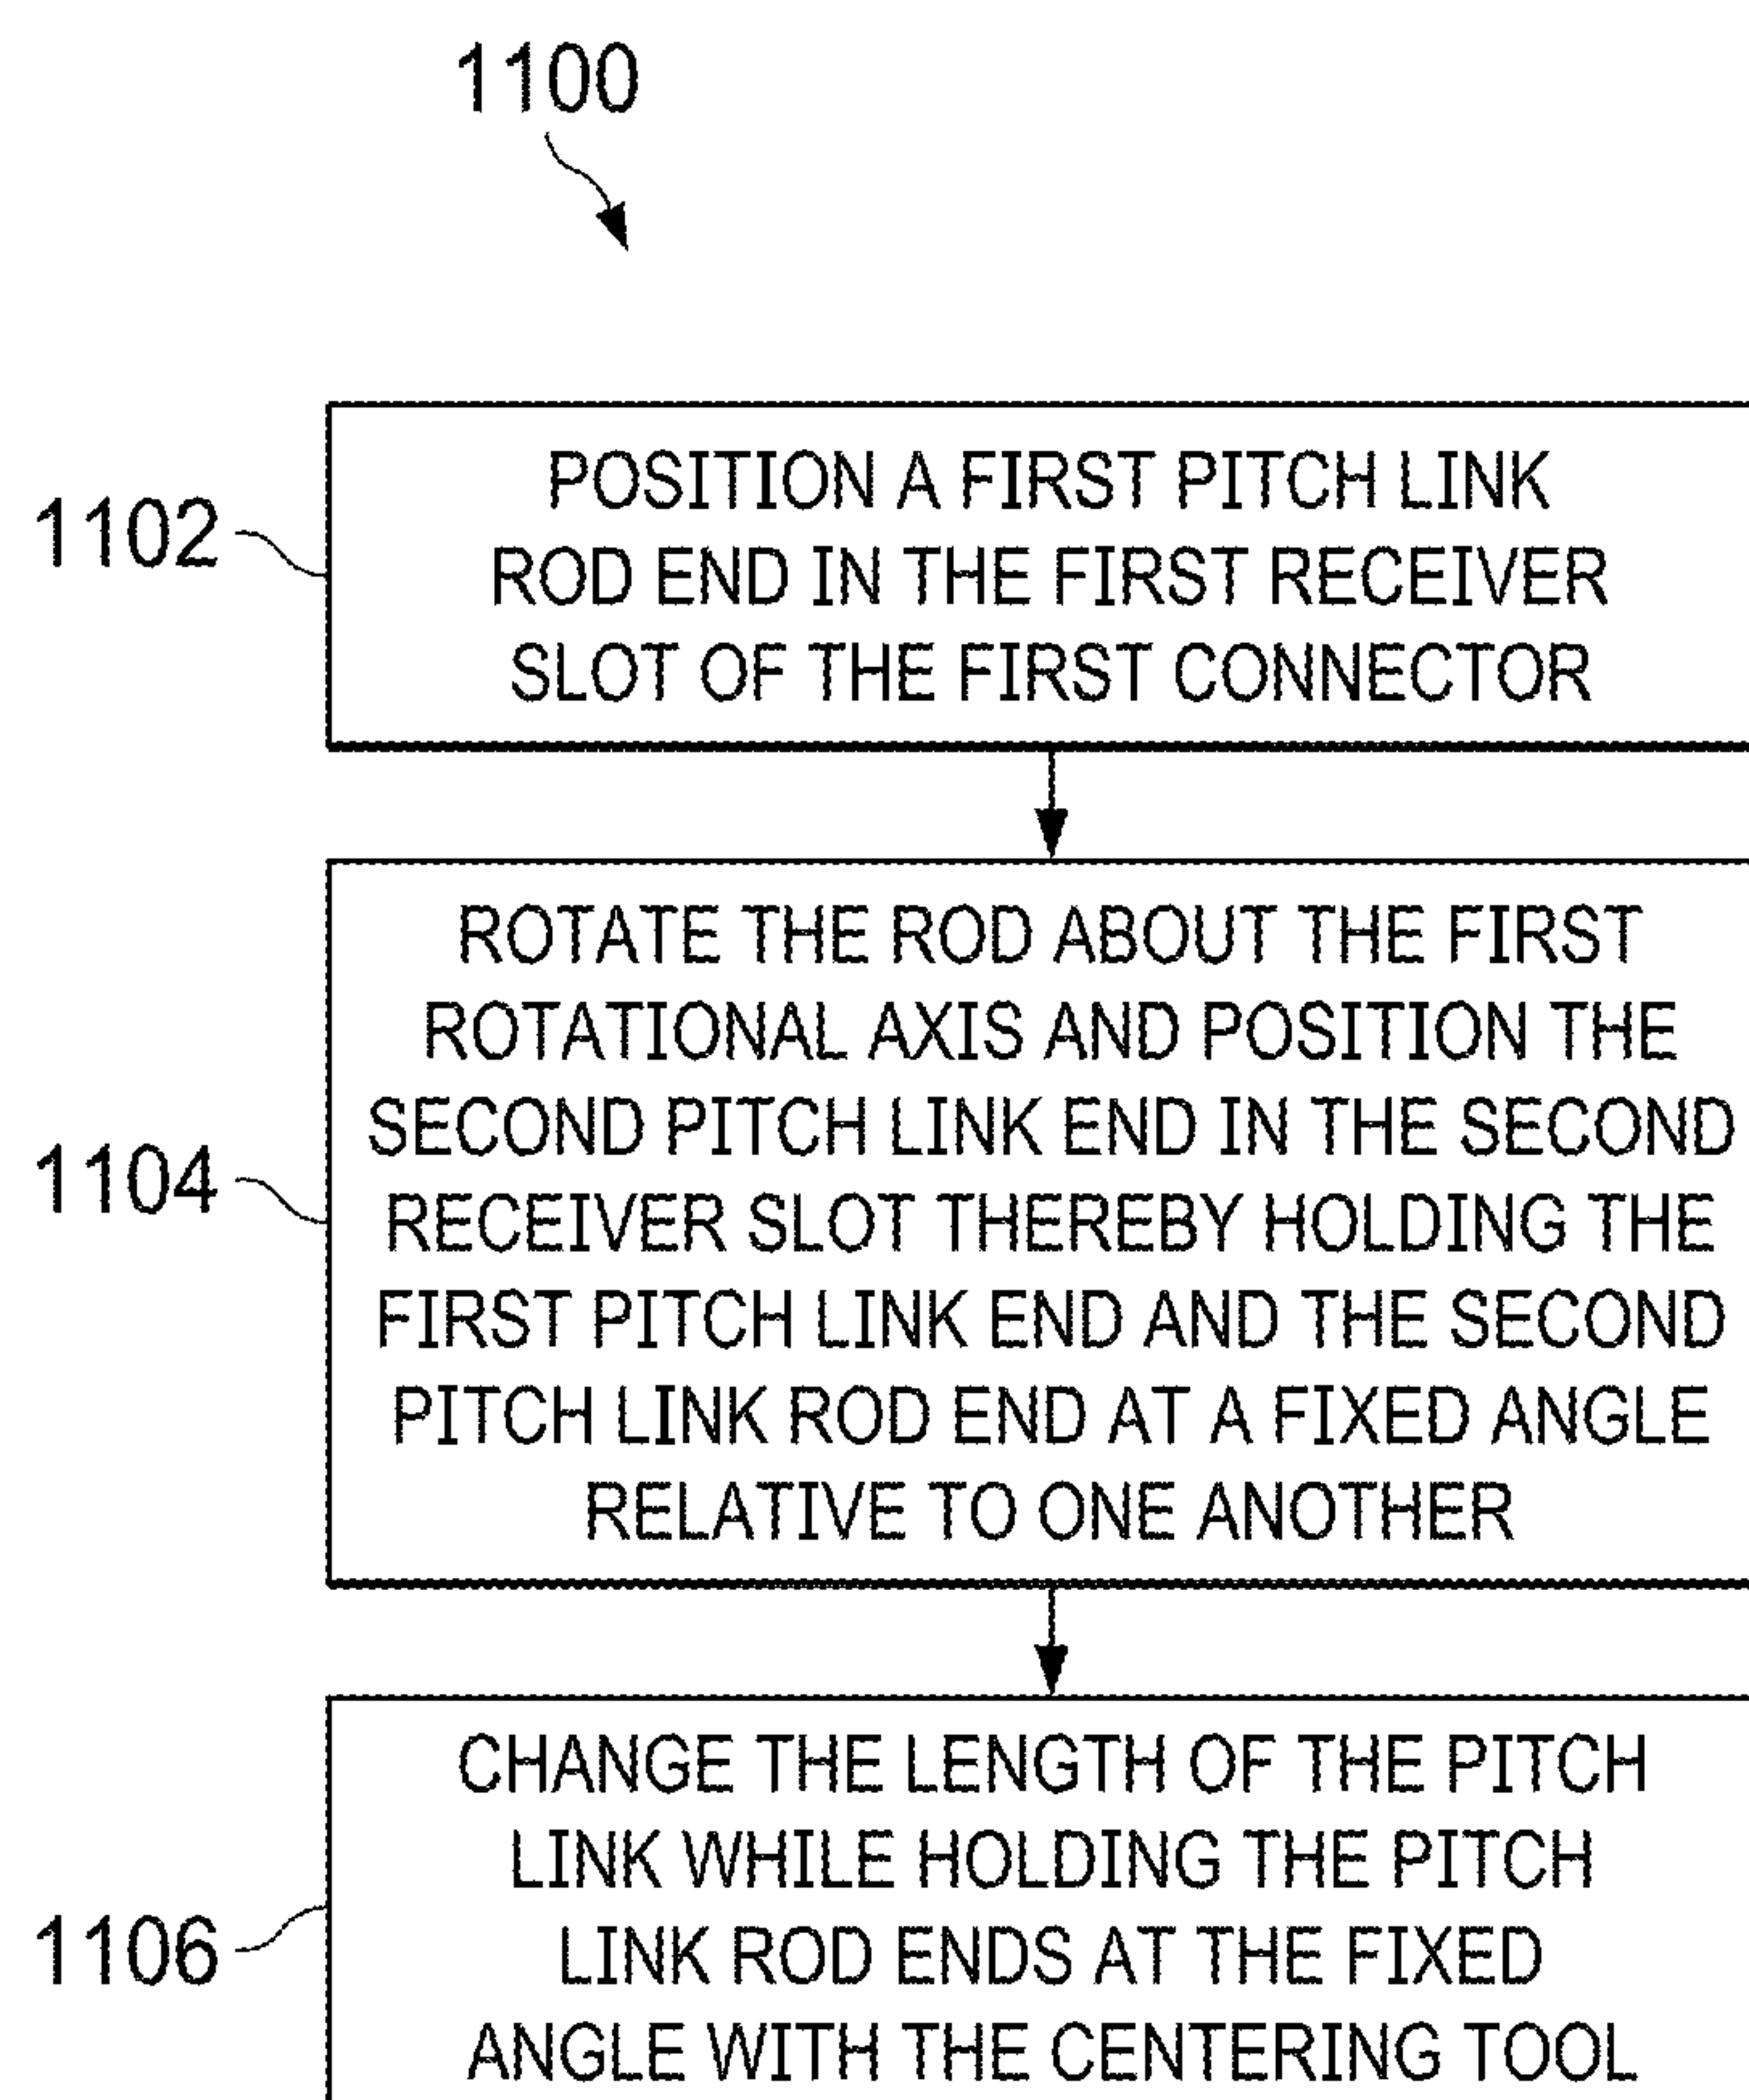 1100
1102
POSITION A FIRST PITCH LINK
ROD END IN THE FIRST RECEIVER
SLOT OF THE FIRST CONNECTOR
1104
ROTATE THE ROD ABOUT THE FIRST
ROTATIONAL AXIS AND POSITION THE
SECOND PITCH LINK END IN THE SECOND
RECEIVER SLOT THEREBY HOLDING THE
FIRST PITCH LINK END AND THE SECOND
PITCH LINK ROD END AT A FIXED ANGLE
RELATIVE TO ONE ANOTHER
1106
CHANGE THE LENGTH OF THE PITCH
LINK WHILE HOLDING THE PITCH
LINK ROD ENDS AT THE FIXED
ANGLE WITH THE CENTERING TOOL